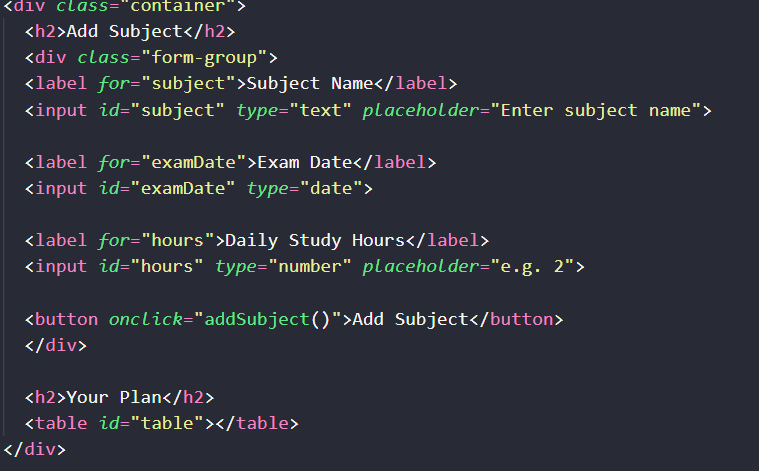 <div class="container">
<h2>Add Subject</h2>
<div class="form-group">
<label for="subject">Subject Name</label>
<input id="subject" type="text" placeholder="Enter subject name">
<label for="examDate">Exam Date</label>
<input id="examDate" type="date">
<label for="hours">Daily Study Hours</label>
<input id="hours" type="number" placeholder="e.g. 2">
<button onclick="addSubject()">Add Subject</button>
</div>
<h2>Your Plan</h2>
<table id="table"></table>
</div>